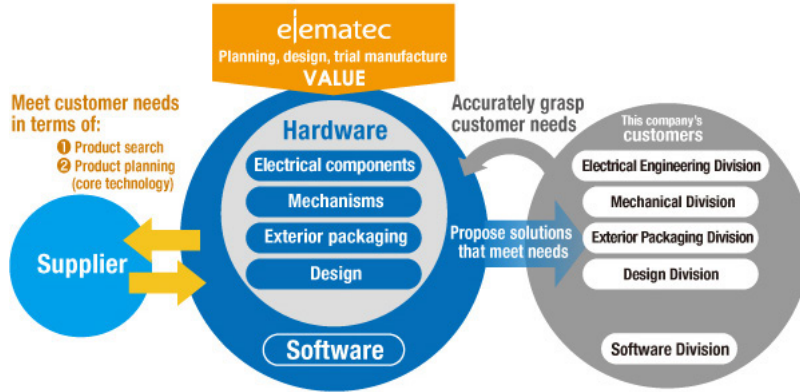 elematec
Planning, design, trial manufacture
VALUE
Meet customer needs
in terms of:
❶ Product search
❷ Product planning
(core technology)
Supplier
Hardware
Electrical components
Mechanisms
Exterior packaging
Design
Software
Accurately grasp
customer needs
Propose solutions
that meet needs
This company's
customers
Electrical Engineering Division
Mechanical Division
Exterior Packaging Division
Design Division
Software Division